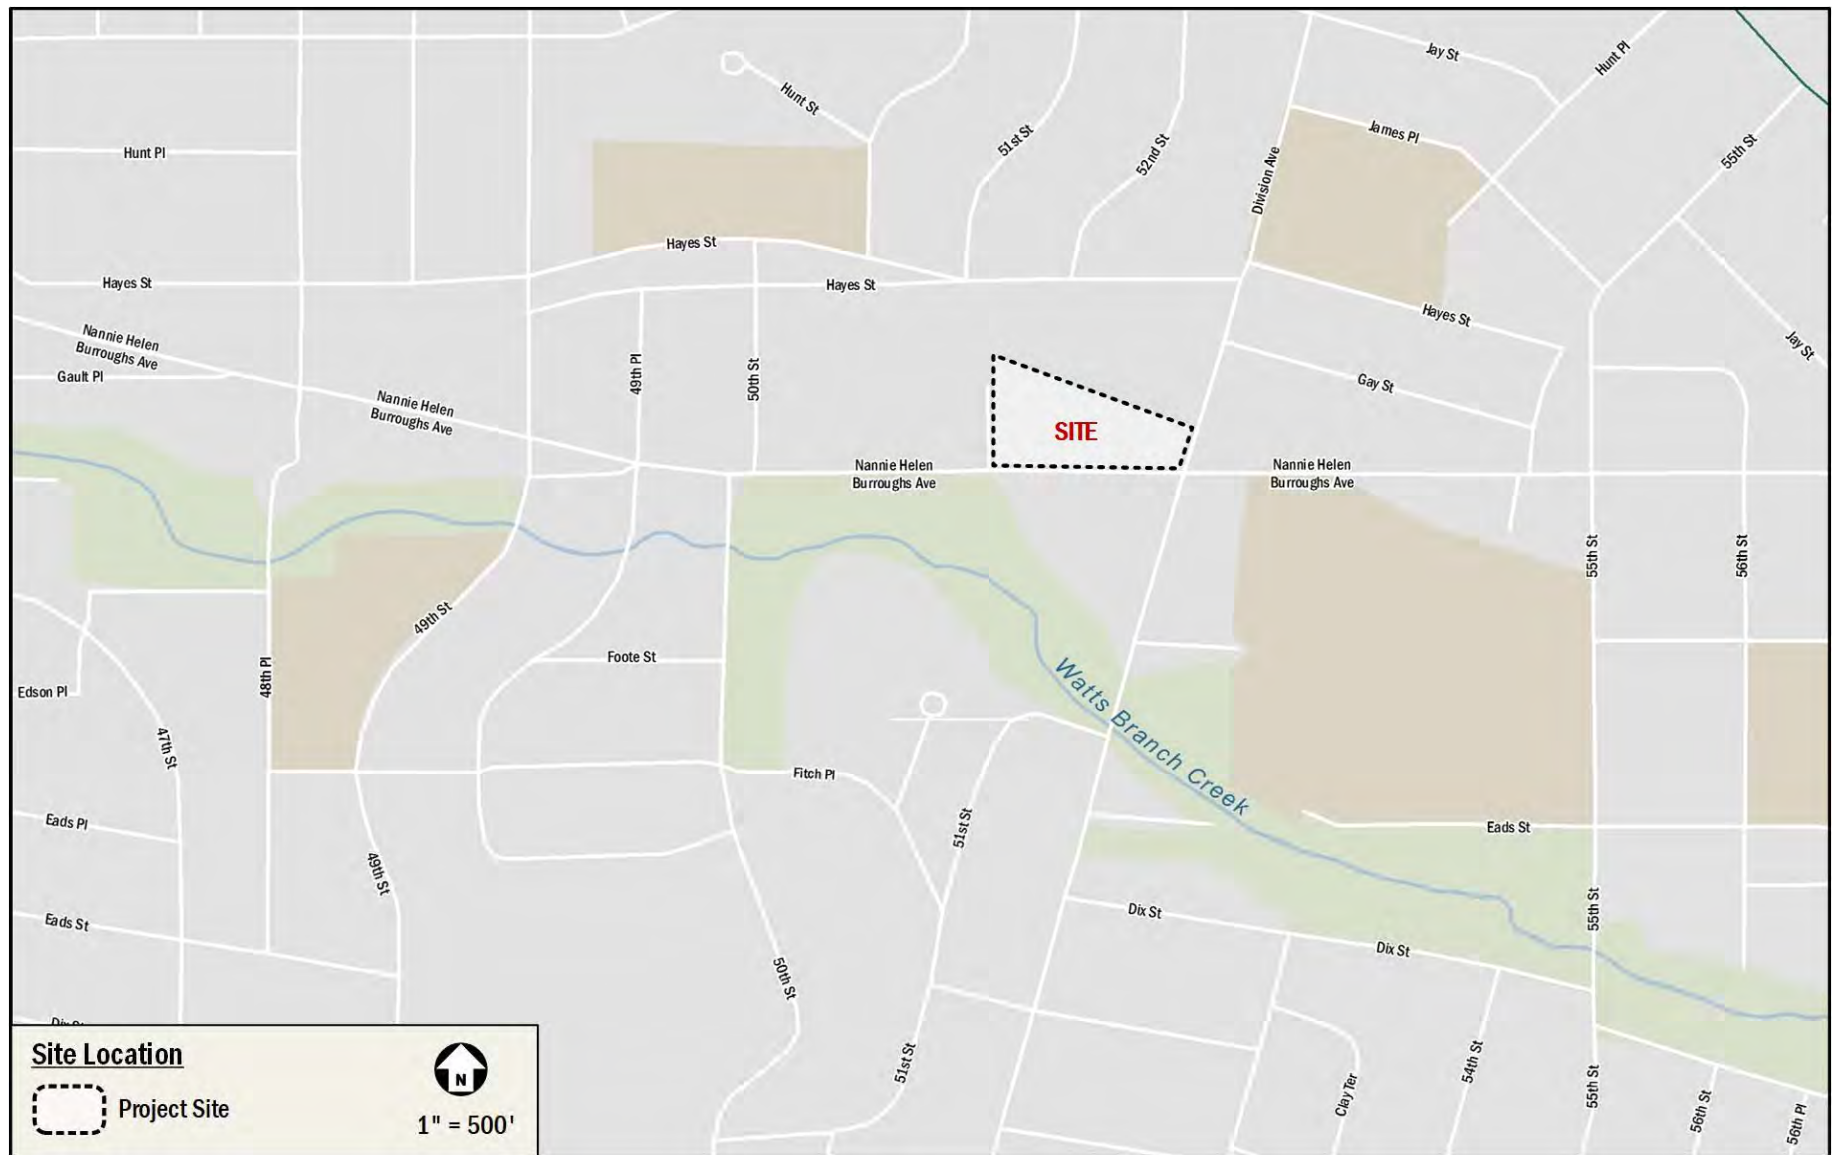 Jay St
Hunt Pl
Hunt St
James Pl
51st St
52nd St
55th St
Hunt Pl
Division Ave
Hayes St
Hayes St
Hayes St
Hayes St
Jay St
Nannie Helen
Burroughs Ave
Gault Pl
49th Pl
50th St
Gay St
Nannie Helen
Burroughs Ave
SITE
Nannie Helen
Burroughs Ave
Nannie Helen
Burroughs Ave
55th St
56th St
49th St
Foote St
48th Pl
Edson Pl
Watts Branch Creek
47th St
Fitch Pl
Eads Pl
51st St
Eads St
49th St
Eads St
Dix St
55th St
Dix St
50th St
51st St
54th St
Clay Ter
55th St
56th St
56th Pl
Site Location
Project Site
N
1" = 500'